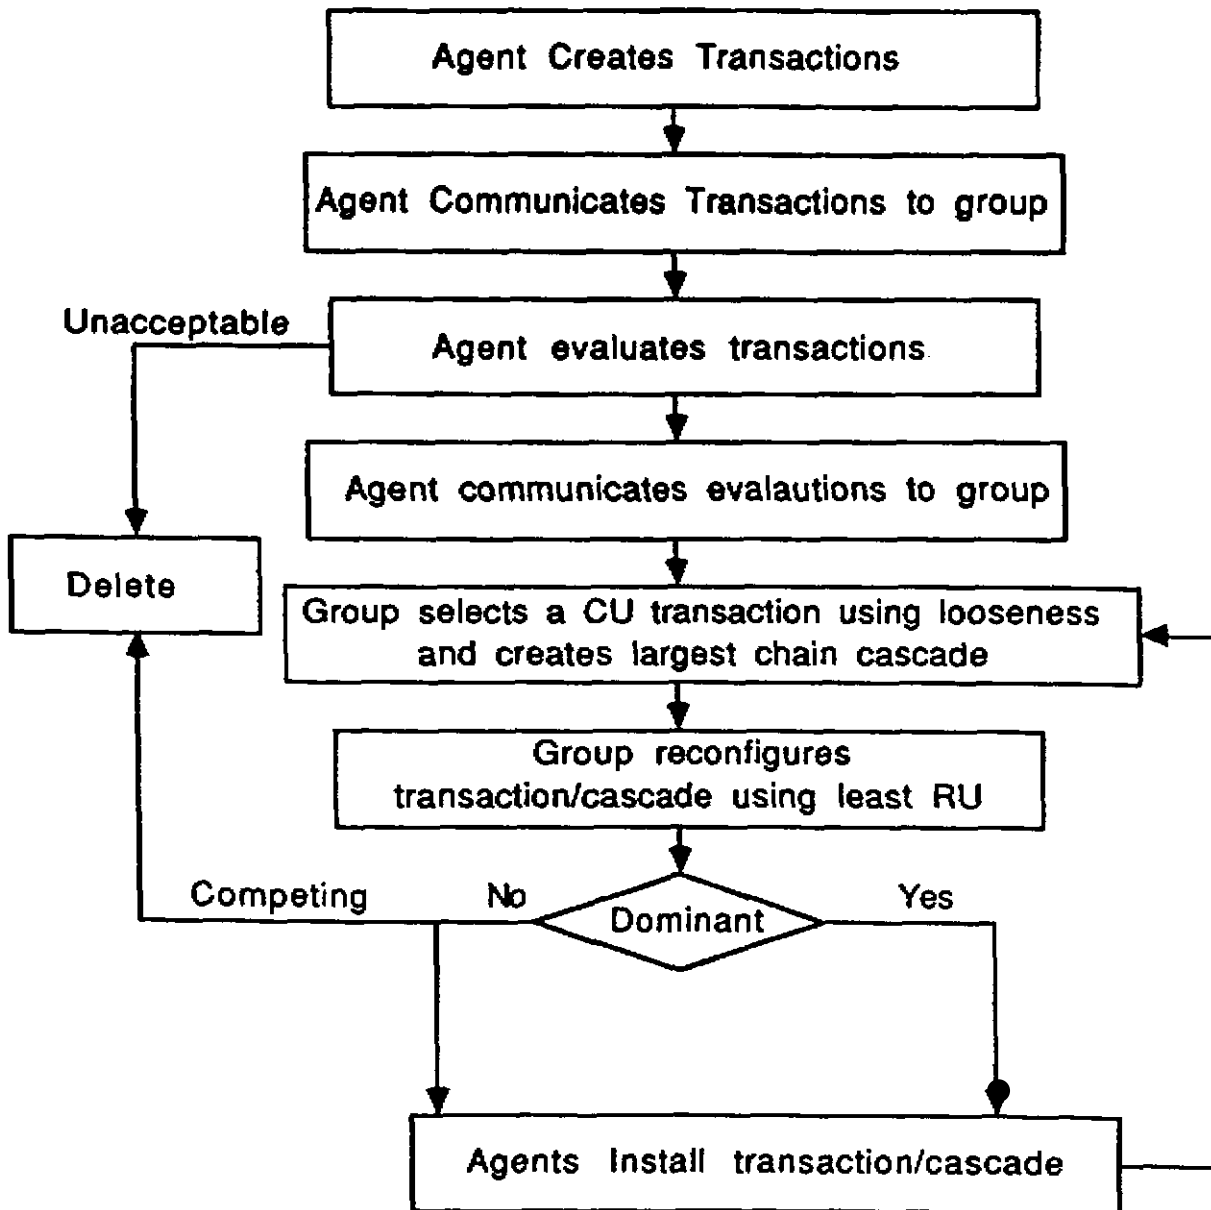 Agent Creates Transactions
Agent Communicates Transactions to group
Unacceptable
Agent evaluates transactions
Agent communicates evalautions to group
Delete
Group selects a CU transaction using looseness
and creates largest chain cascade
Group reconfigures
transaction/cascade using least RU
Competing
No
Dominant
Yes
Agents Install transaction/cascade